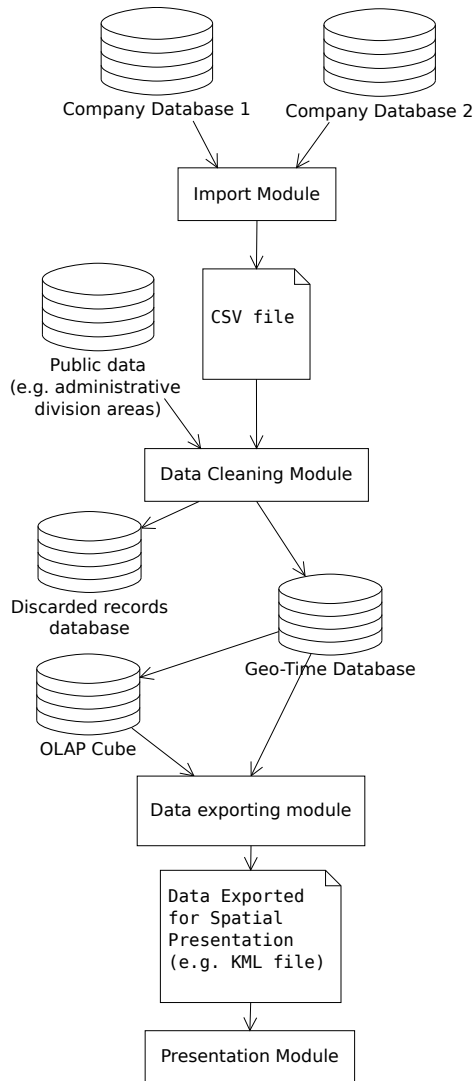 Company Database 1
Company Database 2
Import Module
CSV file
Public data
(e.g. administrative
division areas)
Data Cleaning Module
Discarded records
database
Geo-Time Database
OLAP Cube
Data exporting module
Data Exported
for Spatial
Presentation
(e.g. KML file)
Presentation Module